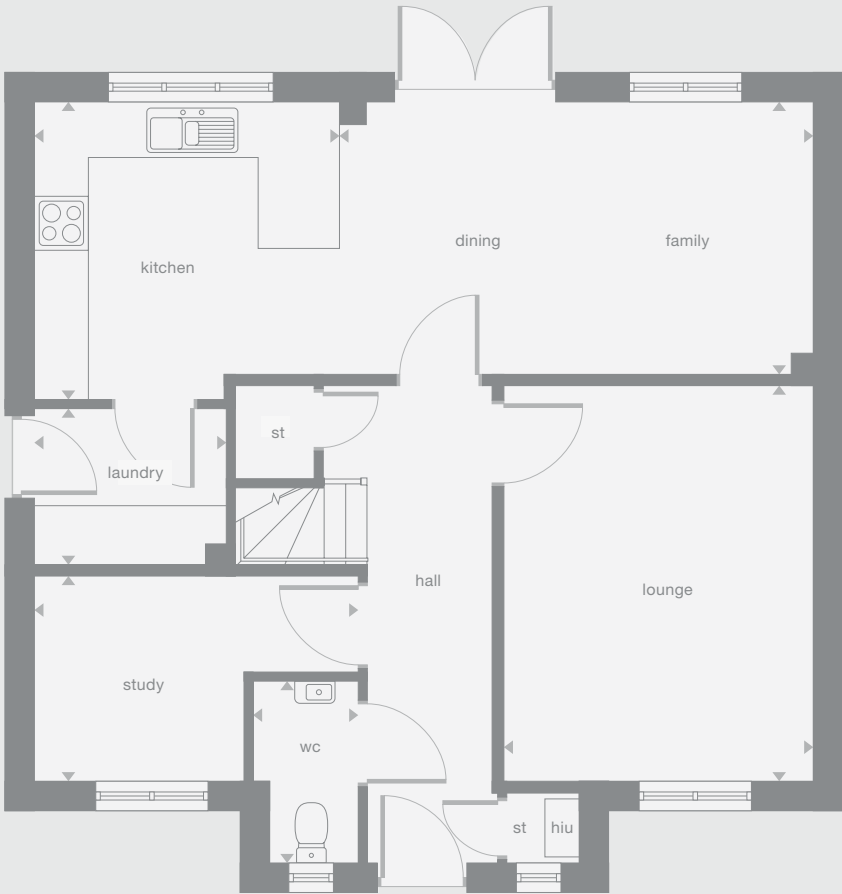 dining
family
kitchen
st
laundry
hall
lounge
study
wc
st
hiu